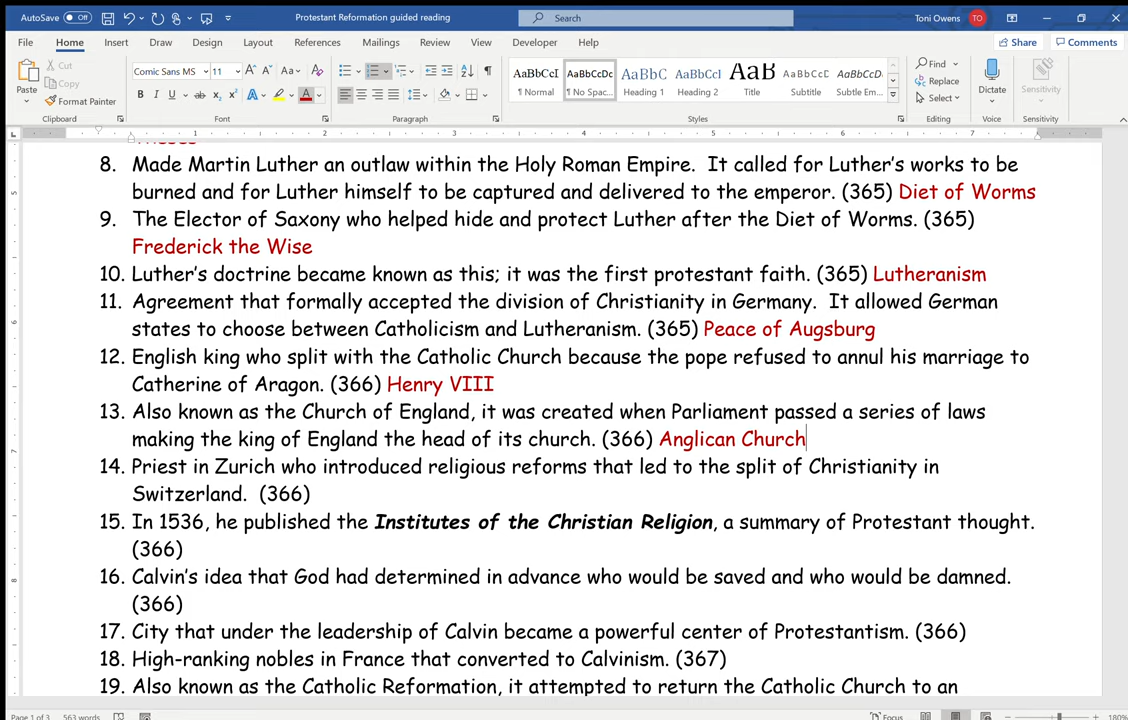 AutoSave Off Protestant Reformation guided reading Search Toni Owens TO
File Home Insert Draw Design Layout References Mailings Review View Developer Help Share Comments
Paste Cut Copy Format Painter
Comic Sans MS 11
AaBbCcI ¶ Normal AaBbCcDc ¶ No Spac... AaBbC Heading 1 AaBbCcI Heading 2 AaB Title AaBbCcD Subtitle AaBbCcD Subtle Em...
Find Replace Select Dictate Sensitivity
Clipboard Font Paragraph Styles Editing Voice Sensitivity
1 2 3 4 5 6 7
8. Made Martin Luther an outlaw within the Holy Roman Empire. It called for Luther’s works to be
burned and for Luther himself to be captured and delivered to the emperor. (365) Diet of Worms
9. The Elector of Saxony who helped hide and protect Luther after the Diet of Worms. (365)
Frederick the Wise
10. Luther’s doctrine became known as this; it was the first protestant faith. (365) Lutheranism
11. Agreement that formally accepted the division of Christianity in Germany. It allowed German
states to choose between Catholicism and Lutheranism. (365) Peace of Augsburg
12. English king who split with the Catholic Church because the pope refused to annul his marriage to
Catherine of Aragon. (366) Henry VIII
13. Also known as the Church of England, it was created when Parliament passed a series of laws
making the king of England the head of its church. (366) Anglican Church
14. Priest in Zurich who introduced religious reforms that led to the split of Christianity in
Switzerland. (366)
15. In 1536, he published the Institutes of the Christian Religion, a summary of Protestant thought.
(366)
16. Calvin’s idea that God had determined in advance who would be saved and who would be damned.
(366)
17. City that under the leadership of Calvin became a powerful center of Protestantism. (366)
18. High-ranking nobles in France that converted to Calvinism. (367)
19. Also known as the Catholic Reformation, it attempted to return the Catholic Church to an
Page 1 of 3 563 words Focus 180%